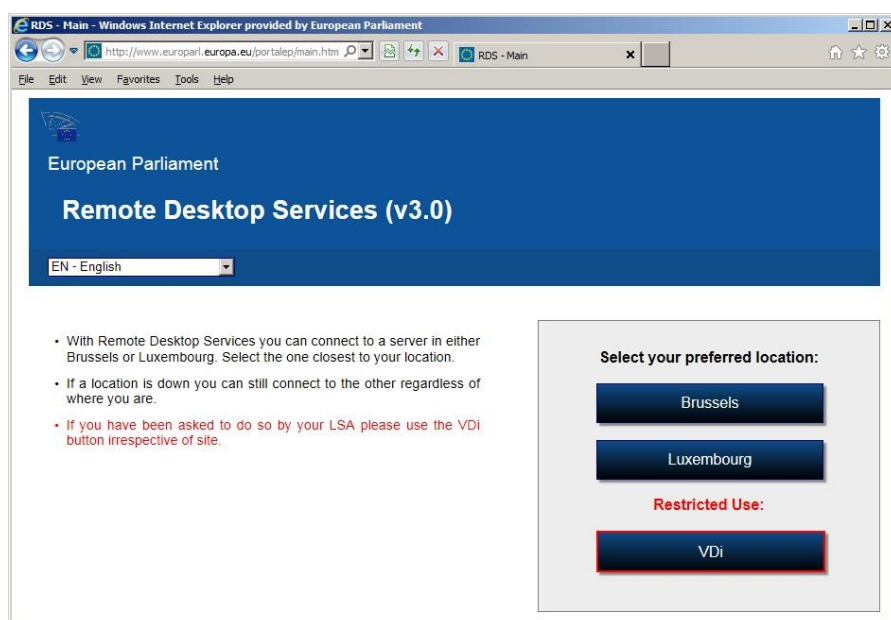 RDS - Main - Windows Internet Explorer provided by European Parliament
http://www.europarl.europa.eu/portalep/main.htm
RDS - Main
File Edit View Favorites Tools Help
European Parliament
Remote Desktop Services (v3.0)
EN - English
• With Remote Desktop Services you can connect to a server in either
Brussels or Luxembourg. Select the one closest to your location.
• If a location is down you can still connect to the other regardless of
where you are.
• If you have been asked to do so by your LSA please use the VDi
button irrespective of site.
Select your preferred location:
Brussels
Luxembourg
Restricted Use:
VDi